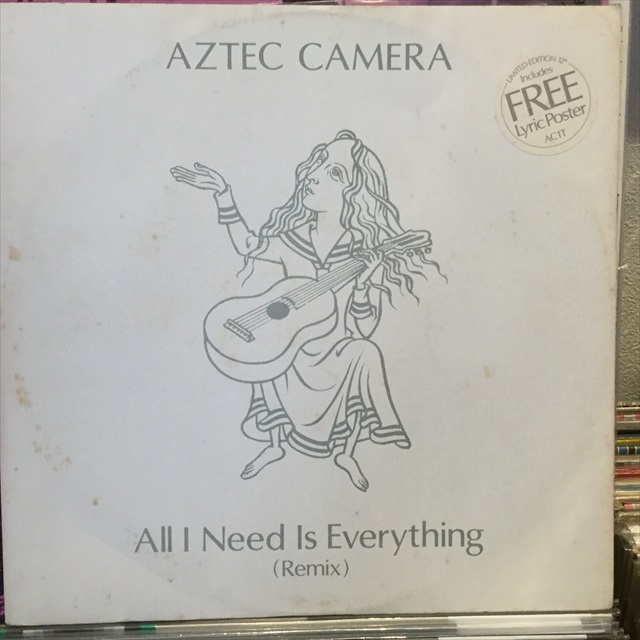 AZTEC CAMERA
LIMITED EDITION 12"
Includes
FREE
Lyric Poster
AC1T
All I Need Is Everything
(Remix)